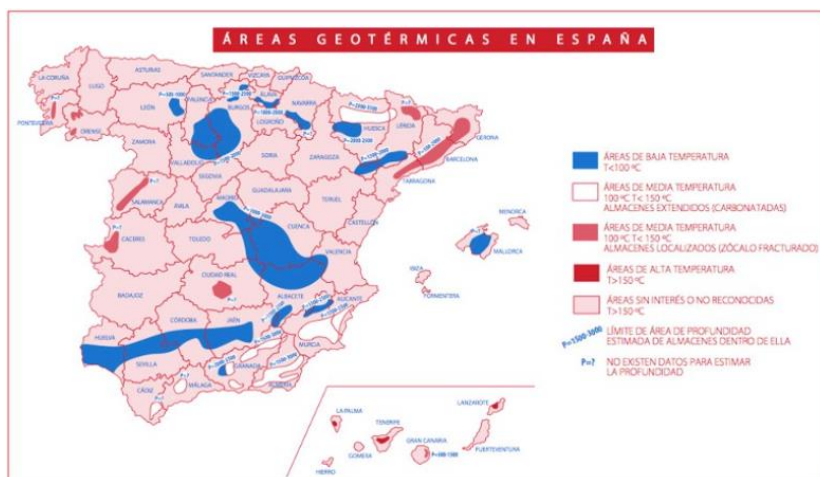 ÁREAS GEOTÉRMICAS EN ESPAÑA
LA CORUÑA
LUGO
ASTURIAS
SANTANDER
VIZCAYA
GUIPUZCOA
ÁLAVA
NAVARRA
PONTEVEDRA
ORENSE
LEÓN
PALENCIA
BURGOS
LOGROÑO
HUESCA
LÉRIDA
GERONA
BARCELONA
TARRAGONA
ZAMORA
VALLADOLID
SORIA
ZARAGOZA
SEGOVIA
SALAMANCA
ÁVILA
MADRID
GUADALAJARA
TERUEL
CASTELLÓN
CUENCA
CÁCERES
TOLEDO
VALENCIA
MENORCA
MALLORCA
IBIZA
FORMENTERA
BADAJOZ
CIUDAD REAL
ALBACETE
ALICANTE
MURCIA
HUELVA
SEVILLA
CÓRDOBA
JAÉN
GRANADA
ALMERÍA
MÁLAGA
CÁDIZ
P=?
LA PALMA
TENERIFE
GOMERA
HIERRO
GRAN CANARIA
LANZAROTE
FUERTEVENTURA
ÁREAS DE BAJA TEMPERATURA
T<100 ºC
ÁREAS DE MEDIA TEMPERATURA
100 ºC T< 150 ºC
ALMACENES EXTENDIDOS (CARBONATADAS)
ÁREAS DE MEDIA TEMPERATURA
100 ºC T< 150 ºC
ALMACENES LOCALIZADOS (ZÓCALO FRACTURADO)
ÁREAS DE ALTA TEMPERATURA
T>150 ºC
ÁREAS SIN INTERÉS O NO RECONOCIDAS
T>150 ºC
P=1500-3000
LÍMITE DE ÁREA DE PROFUNDIDAD
ESTIMADA DE ALMACENES DENTRO DE ELLA
P=?
NO EXISTEN DATOS PARA ESTIMAR
LA PROFUNDIDAD